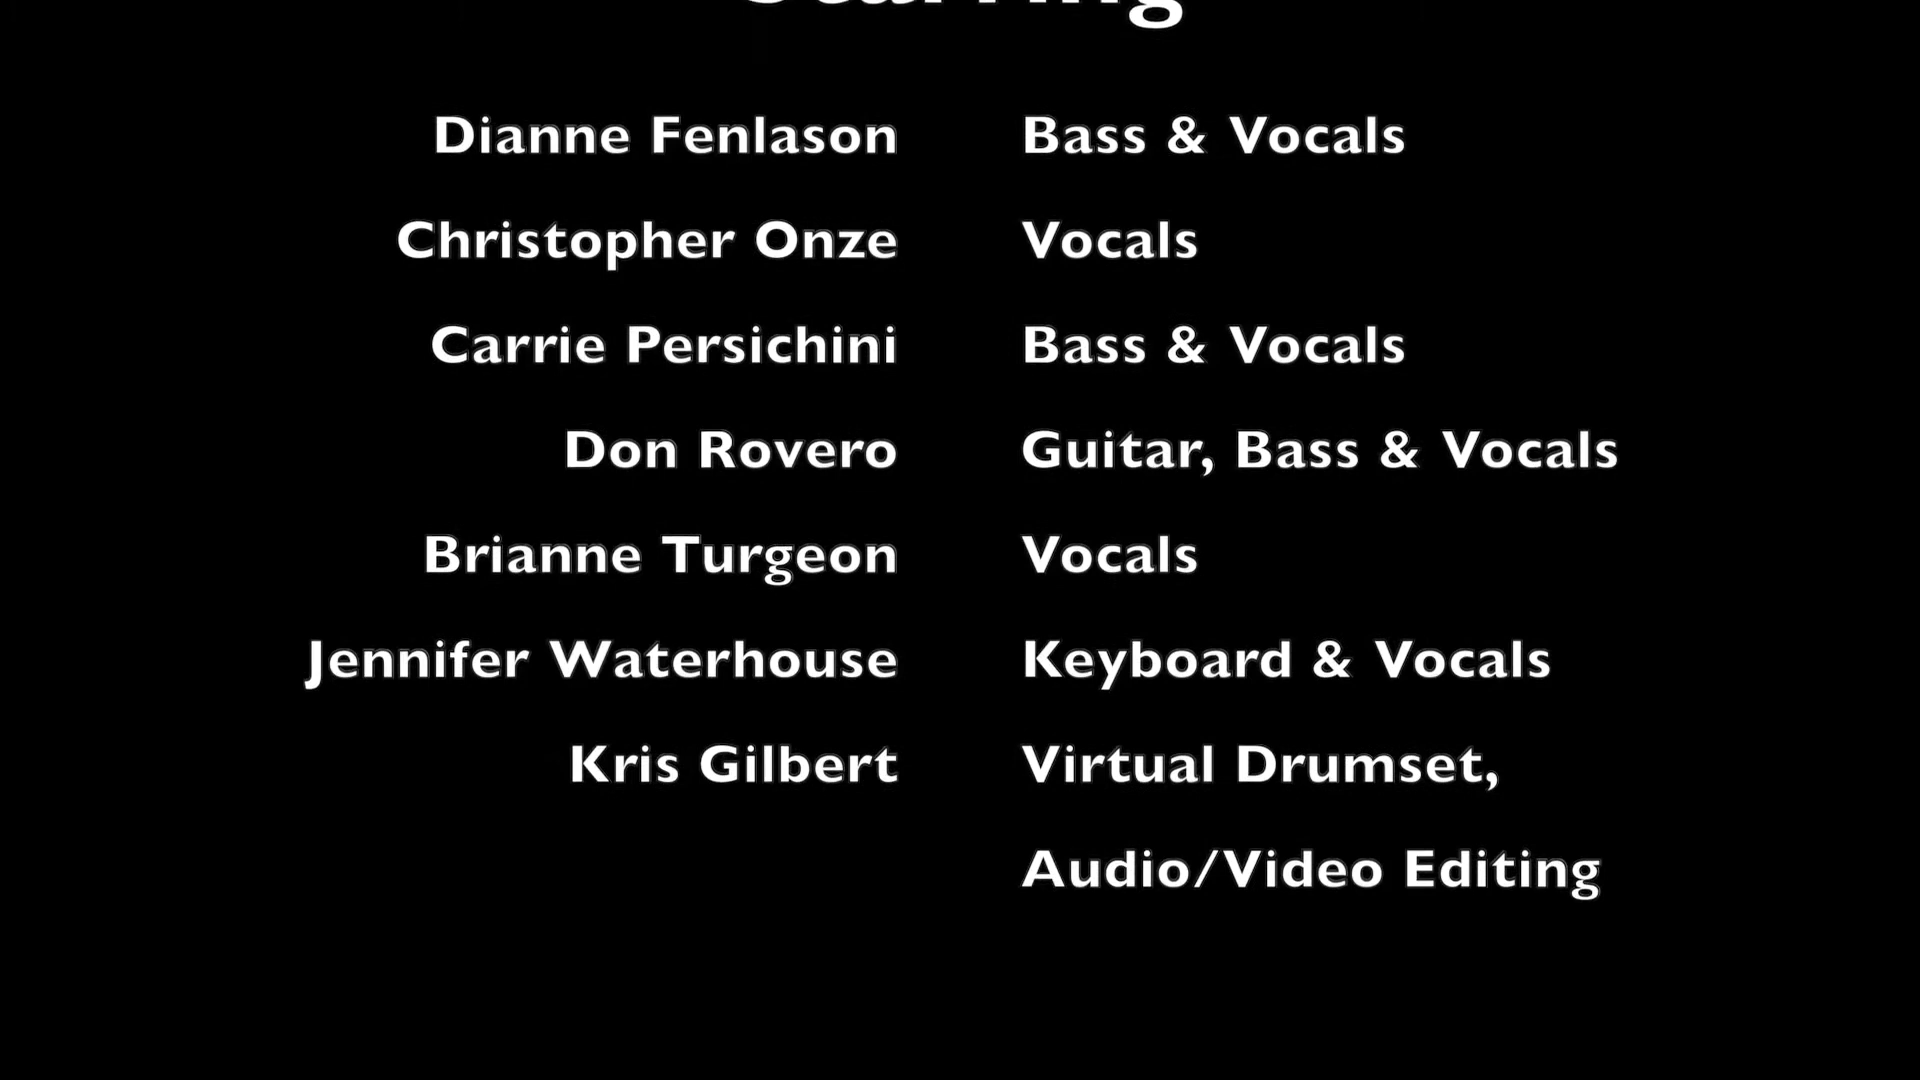 Starring
Dianne Fenlason Bass & Vocals
Christopher Onze Vocals
Carrie Persichini Bass & Vocals
Don Rovero Guitar, Bass & Vocals
Brianne Turgeon Vocals
Jennifer Waterhouse Keyboard & Vocals
Kris Gilbert Virtual Drumset,
Audio/Video Editing